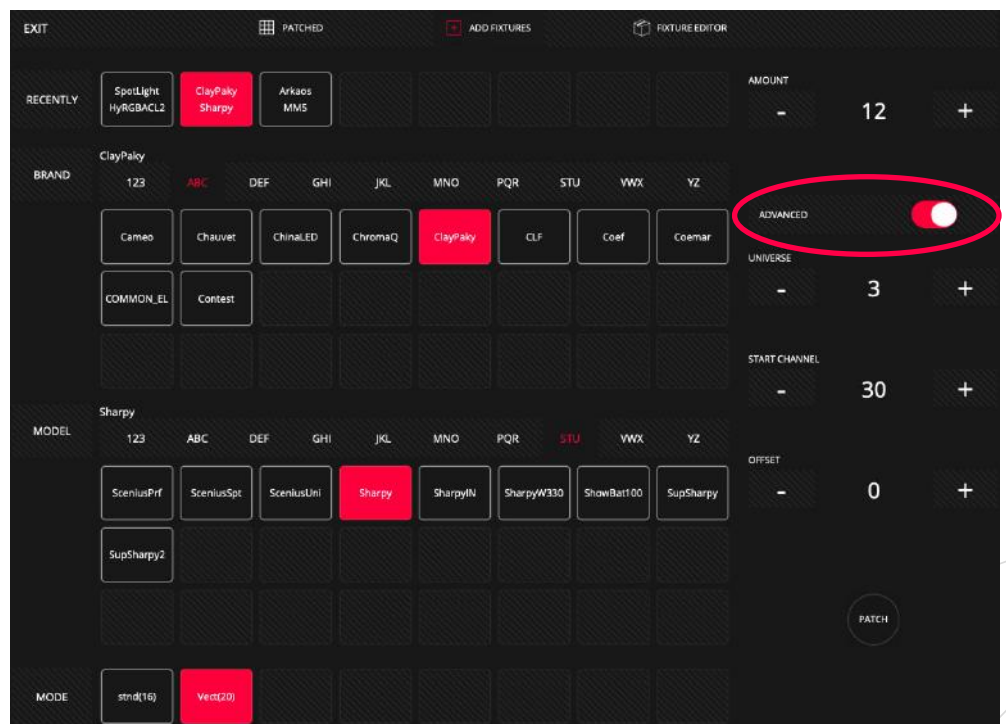 EXIT
PATCHED
ADD FIXTURES
FIXTURE EDITOR
RECENTLY
SpotLight
HyRGBACL2
ClayPaky
Sharpy
Arkaos
MM5
AMOUNT
- 12 +
BRAND
ClayPaky
123 ABC DEF GHI JKL MNO PQR STU VWX YZ
Cameo Chauvet ChinaLED ChromaQ ClayPaky CLF Coef Coemar
COMMON_EL Contest
ADVANCED
UNIVERSE
- 3 +
START CHANNEL
- 30 +
MODEL
Sharpy
123 ABC DEF GHI JKL MNO PQR STU VWX YZ
SceniusPrf SceniusSpt SceniusUni Sharpy SharpyIN SharpyW330 ShowBat100 SupSharpy
SupSharpy2
OFFSET
- 0 +
PATCH
MODE
stnd(16) Vect(20)